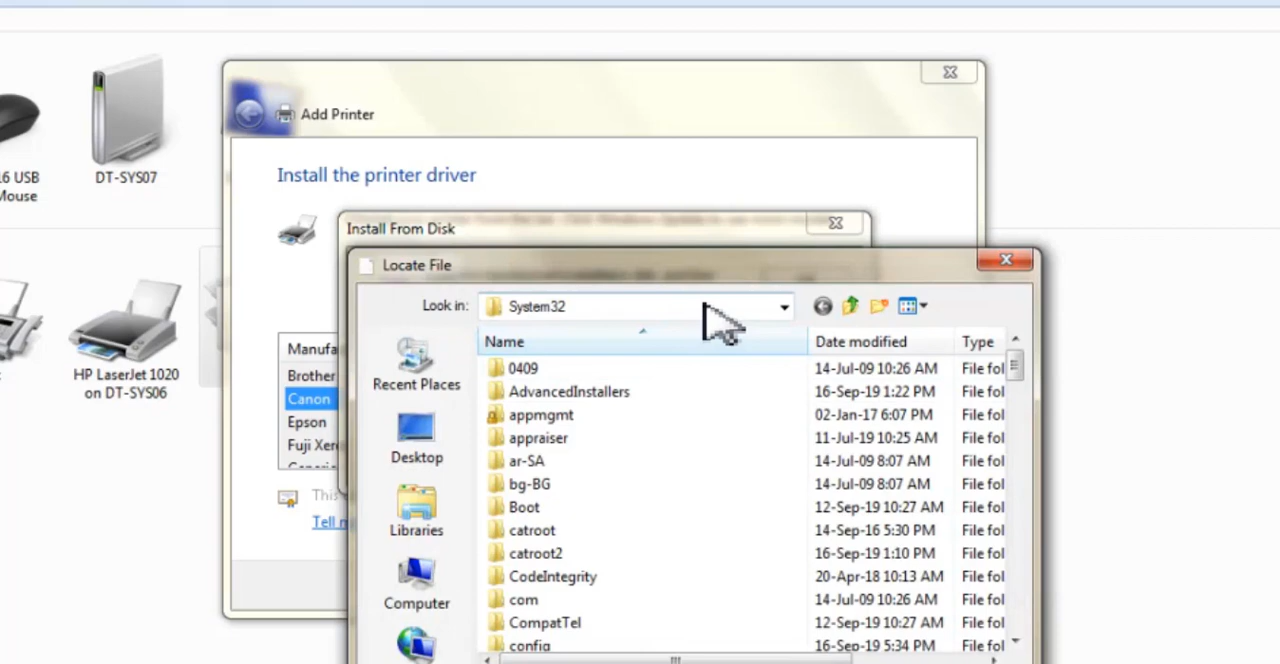 16 USB
Mouse
DT-SYS07
HP LaserJet 1020
on DT-SYS06
Add Printer
Install the printer driver
Install From Disk
Locate File
Look in:
System32
Name
Date modified
Type
0409
14-Jul-09 10:26 AM
File fol
AdvancedInstallers
16-Sep-19 1:22 PM
File fol
appmgmt
02-Jan-17 6:07 PM
File fol
appraiser
11-Jul-19 10:25 AM
File fol
ar-SA
14-Jul-09 8:07 AM
File fol
bg-BG
14-Jul-09 8:07 AM
File fol
Boot
12-Sep-19 10:27 AM
File fol
catroot
14-Sep-16 5:30 PM
File fol
catroot2
16-Sep-19 1:10 PM
File fol
CodeIntegrity
20-Apr-18 10:13 AM
File fol
com
14-Jul-09 10:26 AM
File fol
CompatTel
12-Sep-19 10:27 AM
File fol
config
16-Sep-19 5:34 PM
File fol
Recent Places
Desktop
Libraries
Computer
Manufa
Brother
Canon
Epson
Fuji Xer
This
Tell